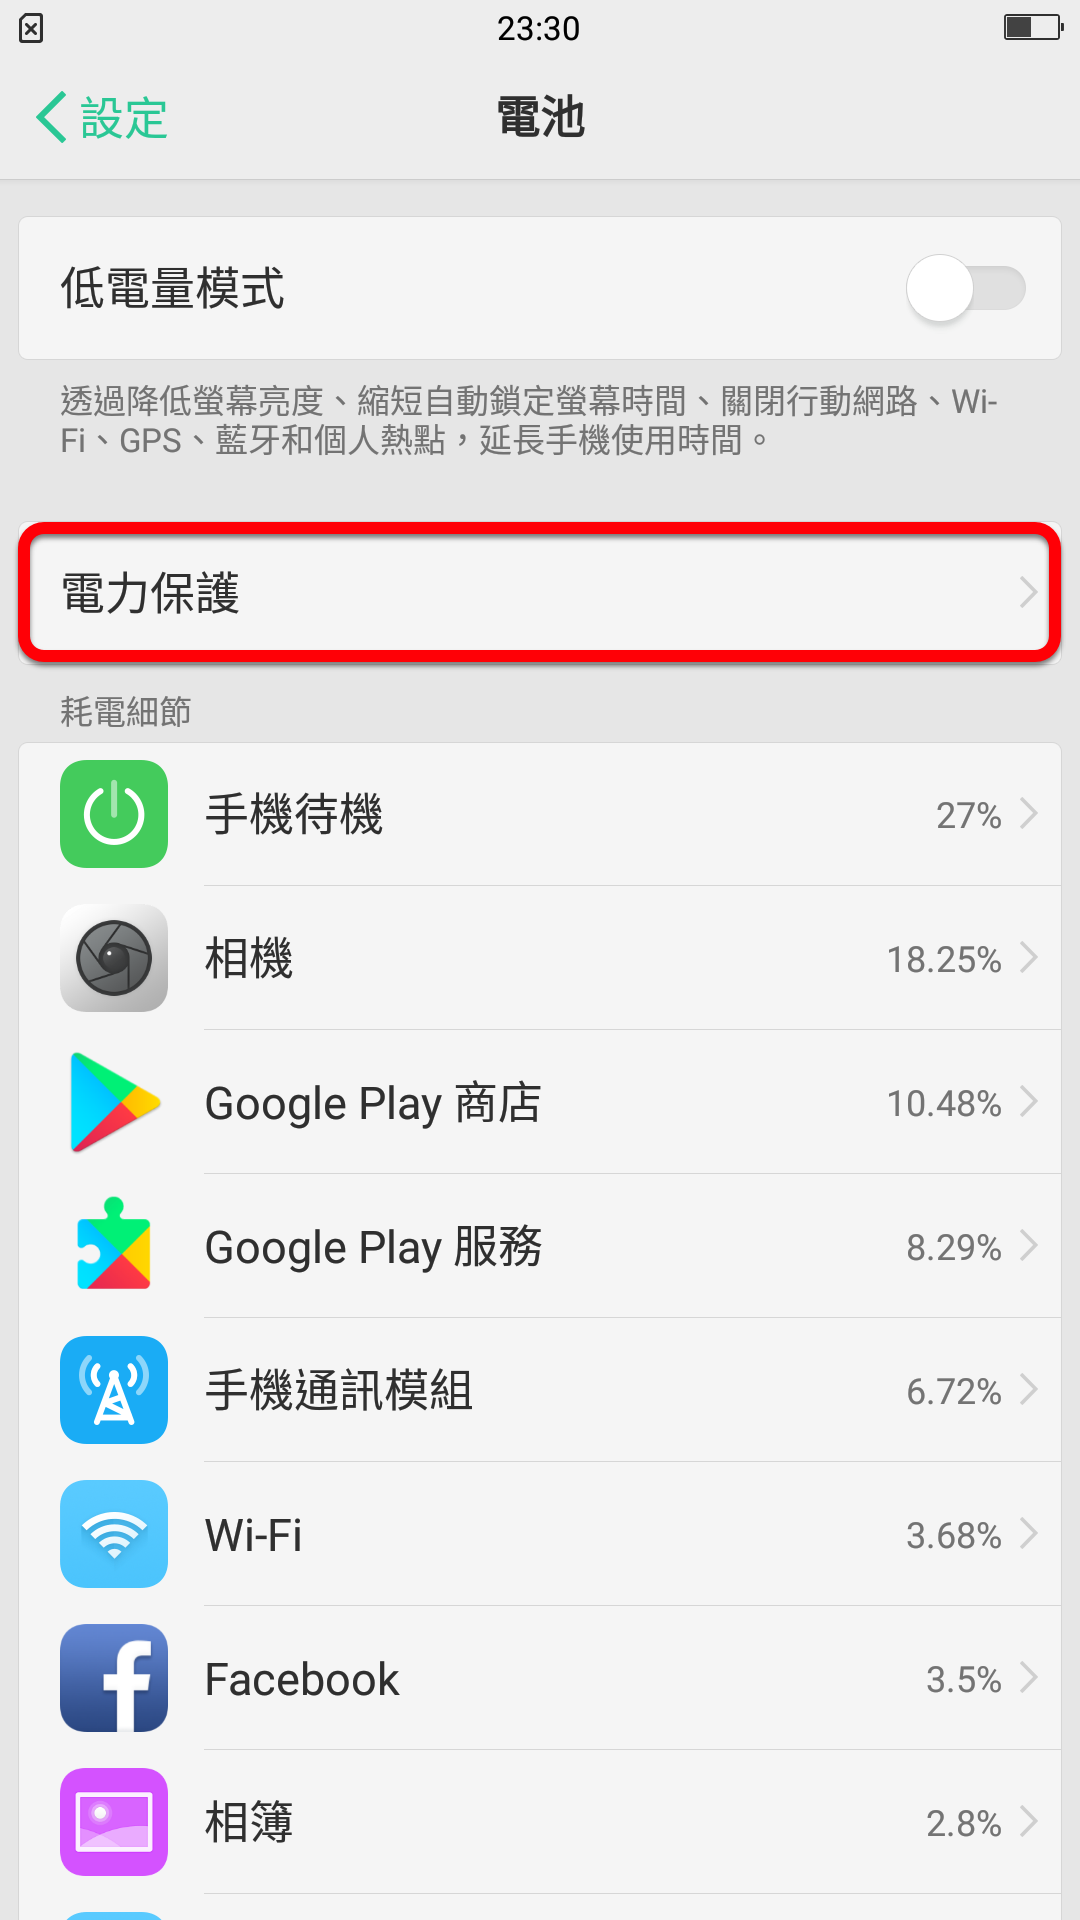 23:30
設定
電池
低電量模式
透過降低螢幕亮度、縮短自動鎖定螢幕時間、關閉行動網路、Wi-
Fi、GPS、藍牙和個人熱點，延長手機使用時間。
電力保護
耗電細節
手機待機 27%
相機 18.25%
Google Play 商店 10.48%
Google Play 服務 8.29%
手機通訊模組 6.72%
Wi-Fi 3.68%
Facebook 3.5%
相簿 2.8%